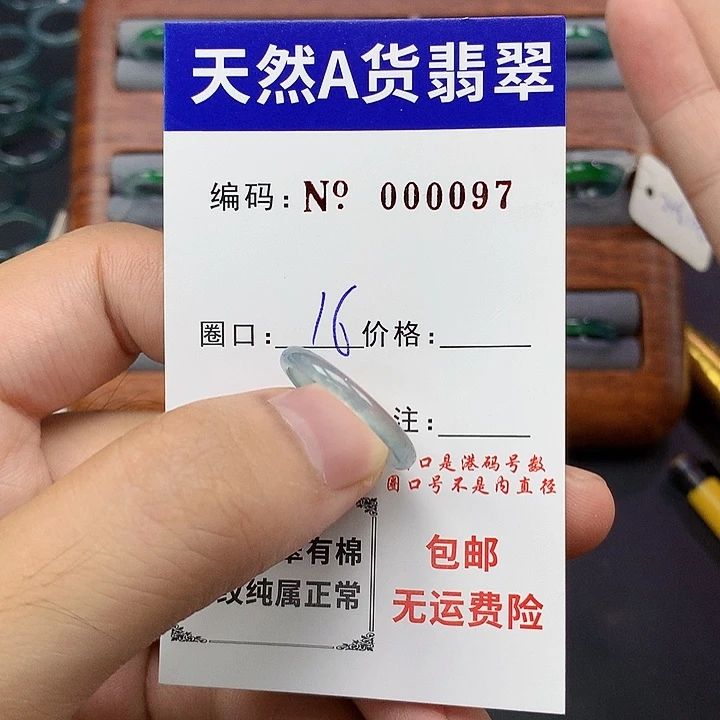 天然A货翡翠
编码: Nº 000097
圈口: 16 价格:
注:
口是港码号数
圈口号不是内直径
有棉
纯属正常
包邮
无运费险